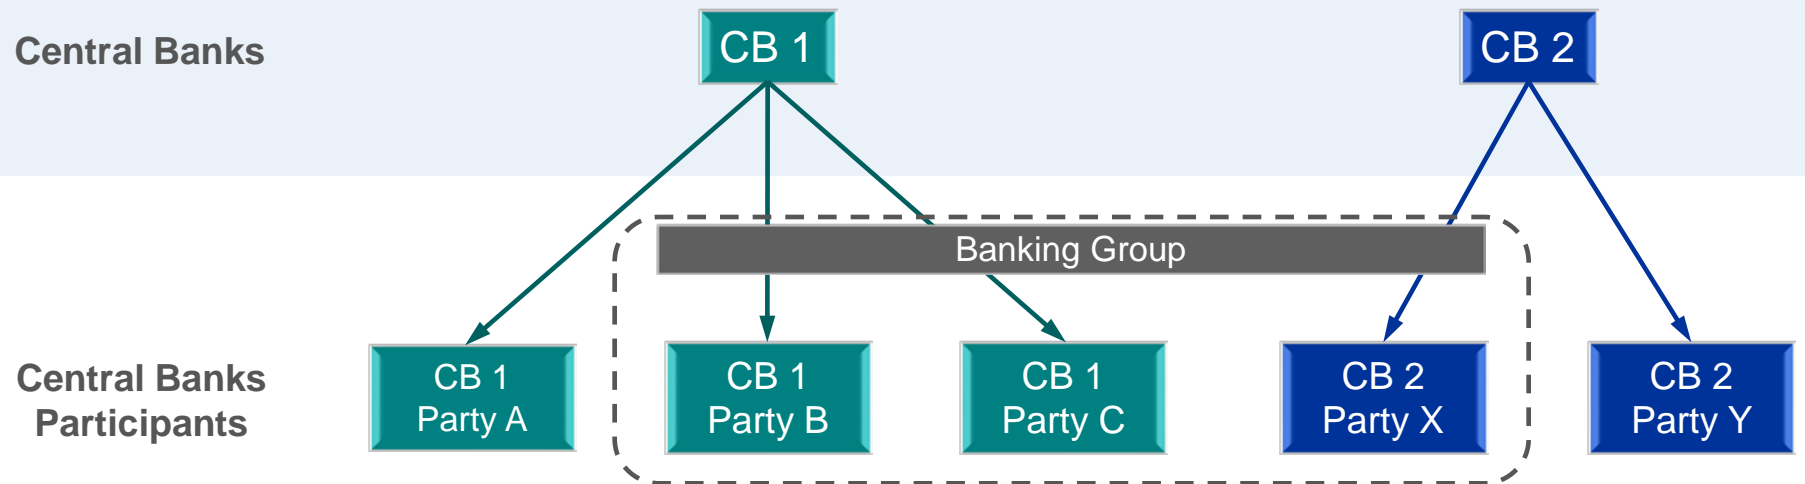 Central Banks
CB 1
CB 2
Banking Group
Central Banks
Participants
CB 1
Party A
CB 1
Party B
CB 1
Party C
CB 2
Party X
CB 2
Party Y